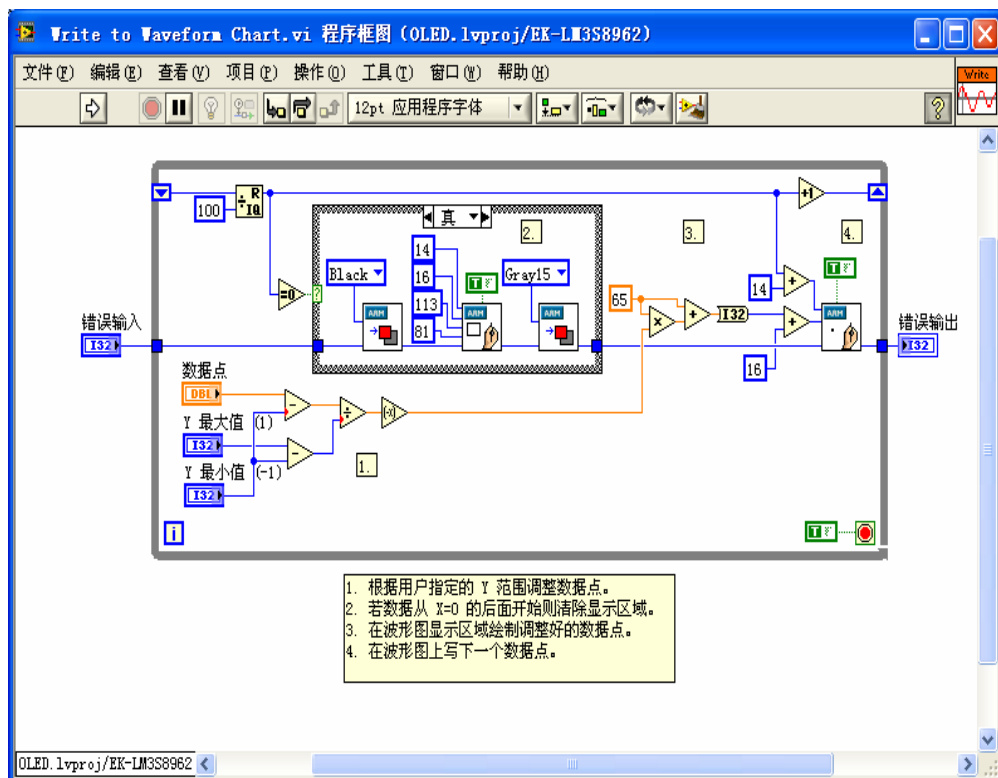 Write to Waveform Chart.vi 程序框图 (OLED.lvproj/EK-LM3S8962)
文件(F) 编辑(E) 查看(V) 项目(P) 操作(O) 工具(T) 窗口(W) 帮助(H)
Write
12pt 应用程序字体
?
R
IQ
+1
100
真
2.
3.
4.
14
Black
16
T F
Gray15
T F
=0
?
113
14
65
ARM
ARM
ARM
ARM
81
I32
错误输入
I32
错误输出
I32
16
数据点
DBL
(-x)
Y 最大值 (1)
I32
1.
Y 最小值 (-1)
I32
i
T F
1. 根据用户指定的 Y 范围调整数据点。
2. 若数据从 X=0 的后面开始则清除显示区域。
3. 在波形图显示区域绘制调整好的数据点。
4. 在波形图上写下一个数据点。
OLED.lvproj/EK-LM3S8962